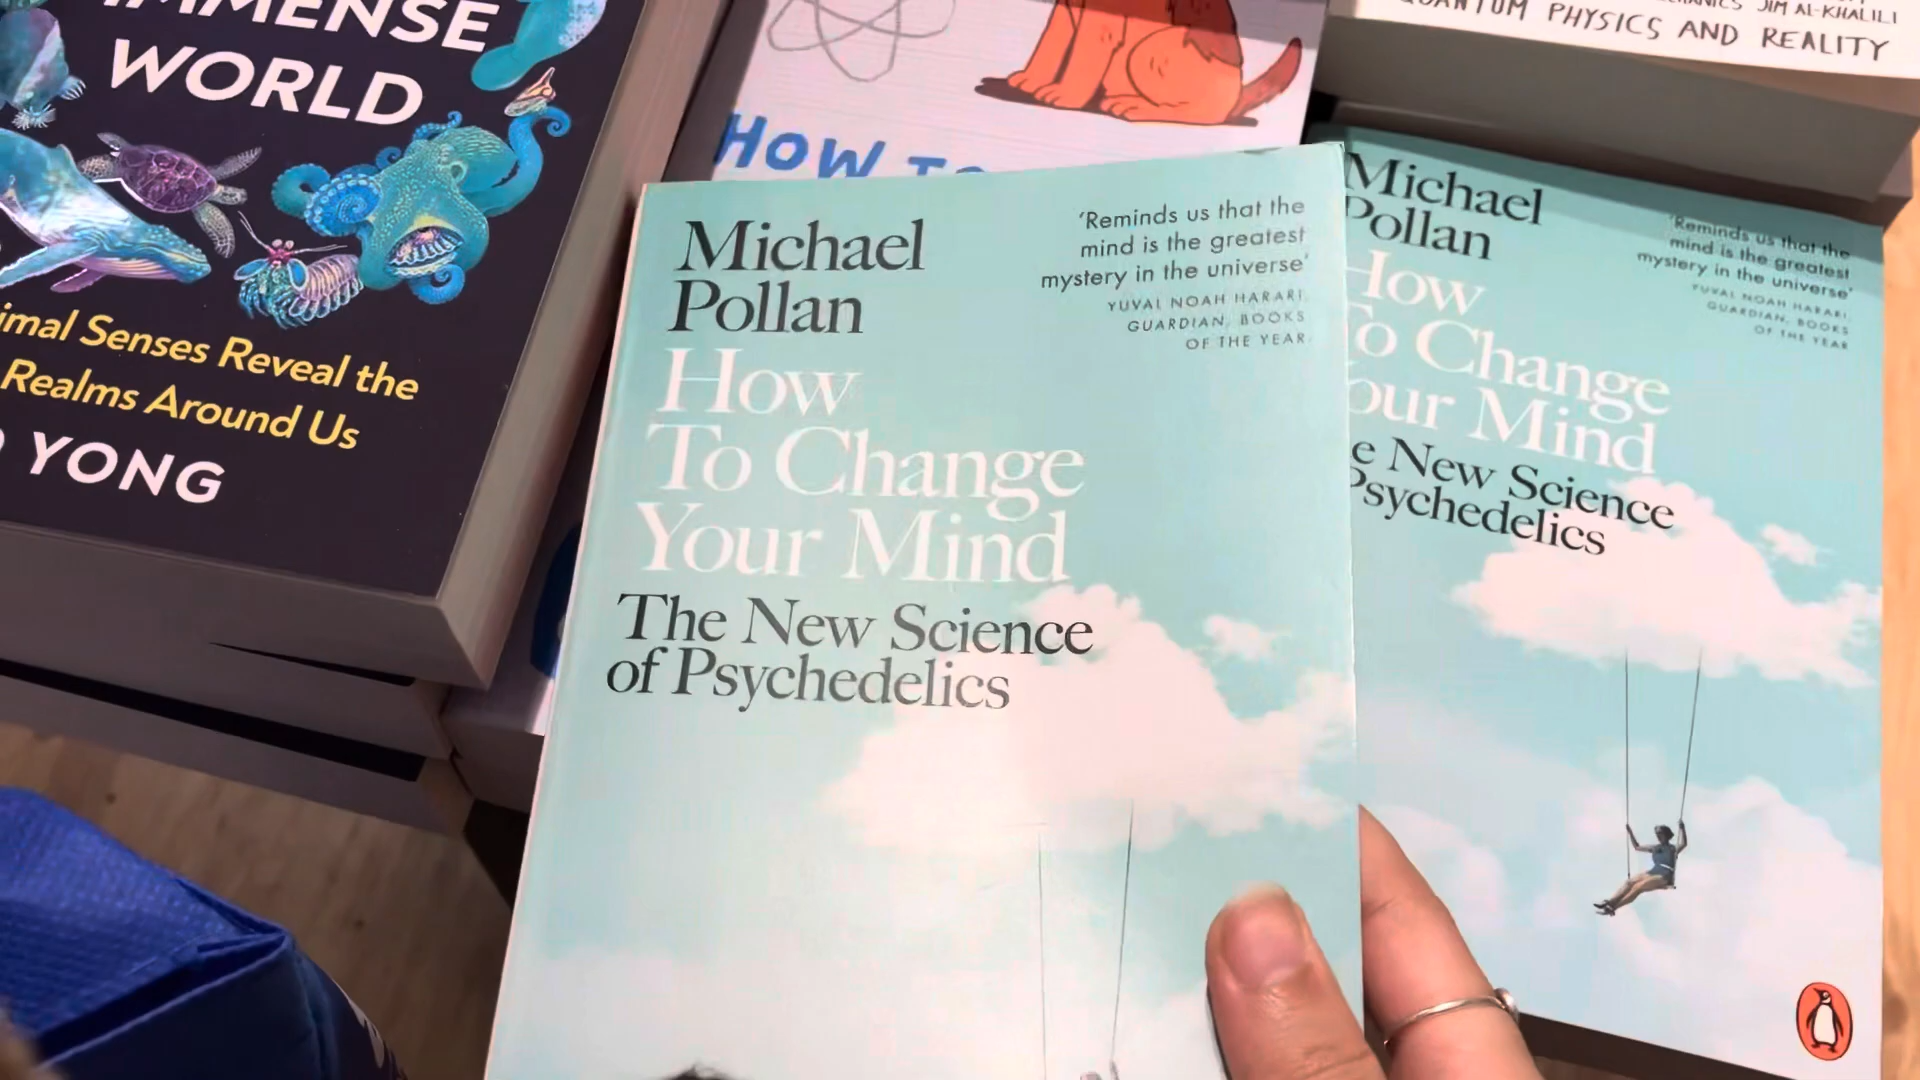 IMMENSE
WORLD
imal Senses Reveal the
Realms Around Us
YONG
HOW TO
JIM AL-KHALILI
QUANTUM PHYSICS AND REALITY
Michael
Pollan
'Reminds us that the
mind is the greatest
mystery in the universe'
YUVAL NOAH HARARI,
GUARDIAN, BOOKS
OF THE YEAR
How
To Change
Your Mind
The New Science
of Psychedelics
Michael
Pollan
'Reminds us that the
mind is the greatest
mystery in the universe'
YUVAL NOAH HARARI,
GUARDIAN, BOOKS
OF THE YEAR
How
To Change
our Mind
e New Science
Psychedelics